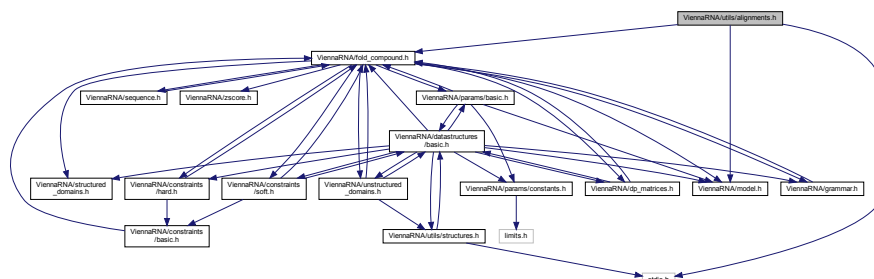 ViennaRNA/utils/alignments.h
ViennaRNA/fold_compound.h
ViennaRNA/sequence.h
ViennaRNA/zscore.h
ViennaRNA/params/basic.h
ViennaRNA/datastructures
/basic.h
ViennaRNA/structured
_domains.h
ViennaRNA/constraints
/hard.h
ViennaRNA/constraints
/soft.h
ViennaRNA/unstructured
_domains.h
ViennaRNA/params/constants.h
ViennaRNA/dp_matrices.h
ViennaRNA/model.h
ViennaRNA/grammar.h
ViennaRNA/constraints
/basic.h
ViennaRNA/utils/structures.h
limits.h